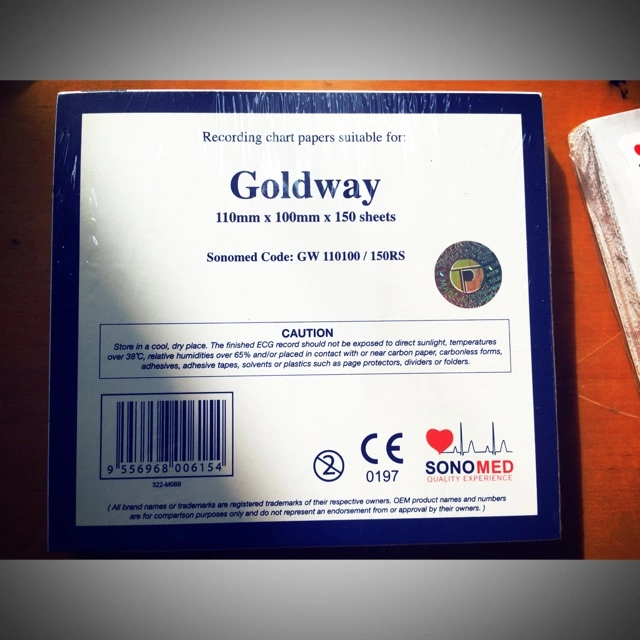 Recording chart papers suitable for:
Goldway
110mm x 100mm x 150 sheets
Sonomed Code: GW 110100 / 150RS
CAUTION
Store in a cool, dry place. The finished ECG record should not be exposed to direct sunlight, temperatures
over 38℃, relative humidities over 65% and/or placed in contact with or near carbon paper, carbonless forms,
adhesives, adhesive tapes, solvents or plastics such as page protectors, dividers or folders.
9 556968 006154
322-M089
2
CE
0197
SONOMED
QUALITY EXPERIENCE
( All brand names or trademarks are registered trademarks of their respective owners. OEM product names and numbers
are for comparison purposes only and do not represent an endorsement from or approval by their owners. )